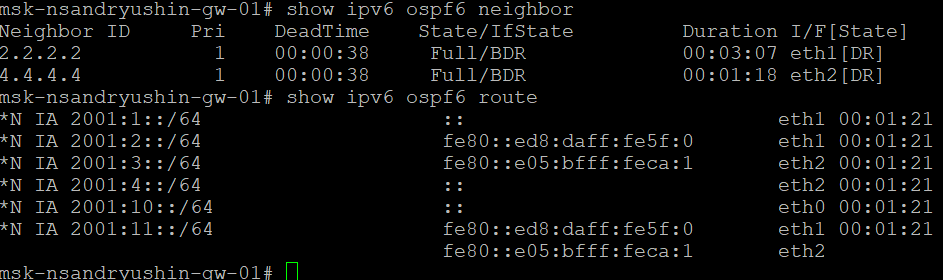 msk-nsandryushin-gw-01# show ipv6 ospf6 neighbor
Neighbor ID     Pri    DeadTime    State/IfState         Duration I/F[State]
2.2.2.2           1    00:00:38     Full/BDR             00:03:07 eth1[DR]
4.4.4.4           1    00:00:38     Full/BDR             00:01:18 eth2[DR]
msk-nsandryushin-gw-01# show ipv6 ospf6 route
*N IA 2001:1::/64                    ::                        eth1 00:01:21
*N IA 2001:2::/64                    fe80::ed8:daff:fe5f:0     eth1 00:01:21
*N IA 2001:3::/64                    fe80::e05:bfff:feca:1     eth2 00:01:21
*N IA 2001:4::/64                    ::                        eth2 00:01:21
*N IA 2001:10::/64                   ::                        eth0 00:01:21
*N IA 2001:11::/64                   fe80::ed8:daff:fe5f:0     eth1 00:01:21
                                     fe80::e05:bfff:feca:1     eth2
msk-nsandryushin-gw-01#